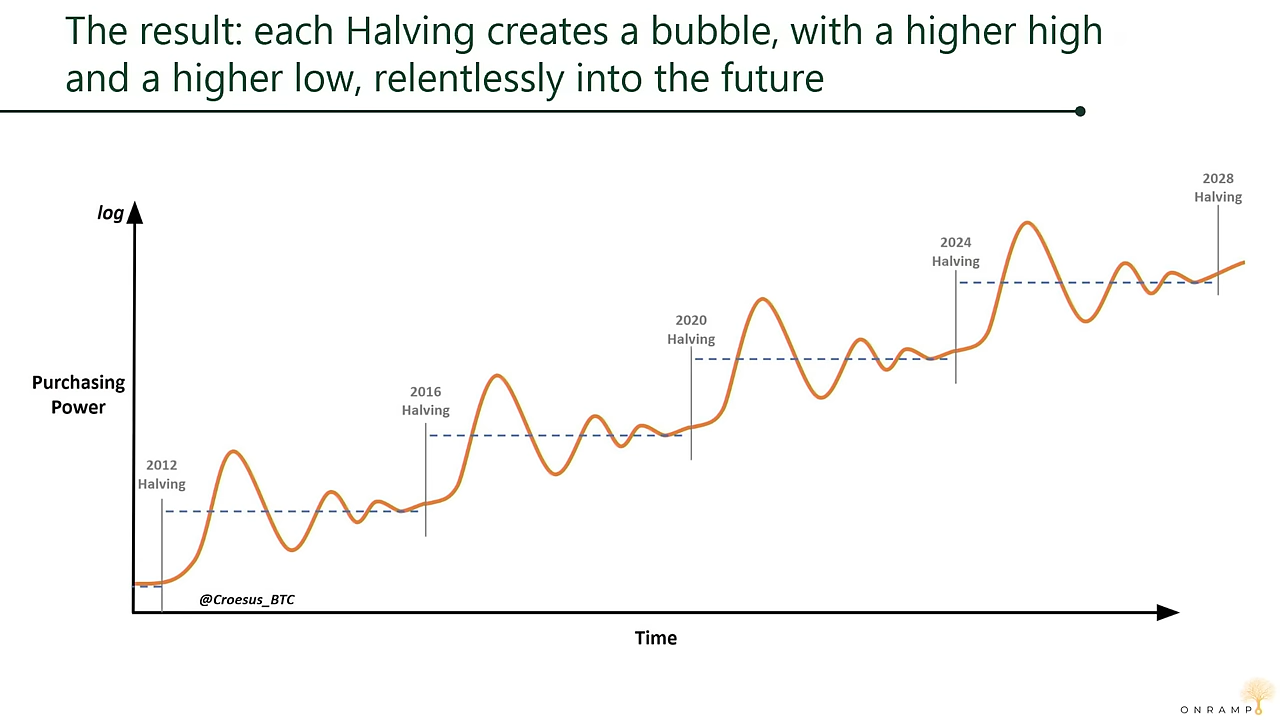 The result: each Halving creates a bubble, with a higher high
and a higher low, relentlessly into the future
2028
Halving
log
2024
Halving
2020
Halving
Purchasing
Power
2016
Halving
2012
Halving
@Croesus_BTC
Time
ONRAMP